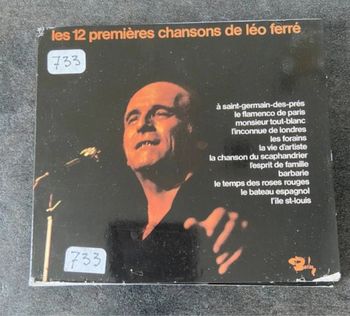 les 12 premières chansons de léo ferré
733
à saint-germain-des-prés
le flamenco de paris
monsieur tout-blanc
l'inconnue de londres
les forains
la vie d'artiste
la chanson du scaphandrier
l'esprit de famille
barbarie
le temps des roses rouges
le bateau espagnol
l'île st-louis
733
Barclay